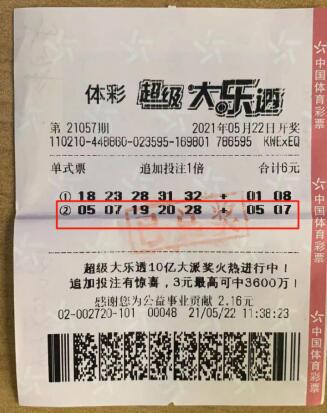 体彩 超级大乐透
第 21057期 2021年05月22日开奖
110210-448860-023595-169801 786595 KWExEQ
单式票 追加投注1倍 合计6元
① 18 23 28 31 32 + 01 08
② 05 07 19 20 28 + 05 07
已兑奖
超级大乐透10亿大派奖火热进行中！
追加投注有惊喜，3元最高可中3600万！
感谢您为公益事业贡献 2.16元
02-002720-101 00048 21/05/22 11:38:23
中国体育彩票
中国体育彩票
中国体育彩票